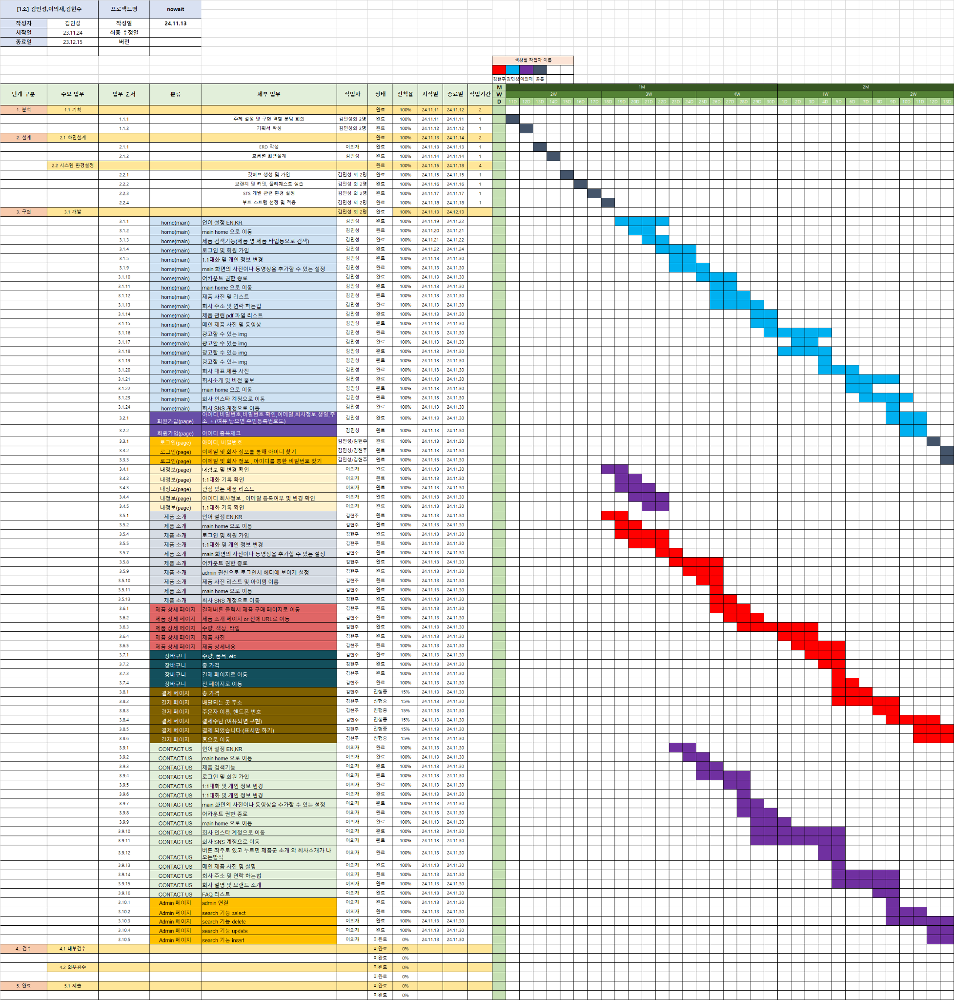 [1조] 김민성,이의재,김현주 프로젝트명 nowait
작성자 김민성 작성일 24.11.13
시작일 23.11.24 최종 수정일
종료일 23.12.15 버전
색상별 작업자 이름
김현주 김민성 이의재 공통
단계 구분 주요 업무 업무 순서 분류 세부 업무 작업자 상태 진척율 시작일 종료일 작업기간
M 1M 2M
W 2W 3W 4W 1W 2W
D 11D 12D 13D 14D 15D 16D 17D 18D 19D 20D 21D 22D 23D 24D 25D 26D 27D 28D 29D 30D 1D 2D 3D 4D 5D 6D 7D 8D 9D 10D 11D 12D 13D
1. 분석 1.1 기획 완료 100% 24.11.11 24.11.12 2
1.1.1 주제 설정 및 구현 역할 분담 회의 김민성외 2명 완료 100% 24.11.11 24.11.11 1
1.1.2 기획서 작성 김민성외 2명 완료 100% 24.11.12 24.11.12 1
2. 설계 2.1 화면설계 완료 100% 24.11.13 24.11.14 2
2.1.1 ERD 작성 이의재 완료 100% 24.11.13 24.11.13 1
2.1.2 흐름별 화면설계 김민성 완료 100% 24.11.14 24.11.14 1
2.2 시스템 환경설정 완료 100% 24.11.15 24.11.18 4
2.2.1 깃허브 생성 및 가입 김민성 외 2명 완료 100% 24.11.15 24.11.15 1
2.2.2 브랜치 및 커밋, 풀리퀘스트 실습 김민성 외 2명 완료 100% 24.11.16 24.11.16 1
2.2.3 STS 개발 관련 환경 설정 김민성 외 2명 완료 100% 24.11.17 24.11.17 1
2.2.4 부트 스트랩 선정 및 적용 김민성 외 2명 완료 100% 24.11.18 24.11.18 1
3. 구현 3.1 개발 김민성 외 2명 완료 100% 24.11.13 24.12.13
3.1.1 home(main) 언어 설정 EN,KR 김민성 완료 100% 24.11.19 24.11.22
3.1.2 home(main) main home 으로 이동 김민성 완료 100% 24.11.20 24.11.21
3.1.3 home(main) 제품 검색기능(제품 명 제품 타입등으로 검색) 김민성 완료 100% 24.11.21 24.11.22
3.1.4 home(main) 로그인 및 회원 가입 김민성 완료 100% 24.11.22 24.11.24
3.1.5 home(main) 1:1대화 및 개인 정보 변경 김민성 완료 100% 24.11.13 24.11.30
3.1.9 home(main) main 화면의 사진이나 동영상을 추가할 수 있는 설정 김민성 완료 100% 24.11.13 24.11.30
3.1.10 home(main) 어카운트 권한 종료 김민성 완료 100% 24.11.13 24.11.30
3.1.11 home(main) main home 으로 이동 김민성 완료 100% 24.11.13 24.11.30
3.1.12 home(main) 제품 사진 및 리스트 김민성 완료 100% 24.11.13 24.11.30
3.1.13 home(main) 회사 주소 및 연락 하는법 김민성 완료 100% 24.11.13 24.11.30
3.1.14 home(main) 제품 관련 pdf 파일 리스트 김민성 완료 100% 24.11.13 24.11.30
3.1.15 home(main) 메인 제품 사진 및 동영상 김민성 완료 100% 24.11.13 24.11.30
3.1.16 home(main) 광고할 수 있는 img 김민성 완료 100% 24.11.13 24.11.30
3.1.17 home(main) 광고할 수 있는 img 김민성 완료 100% 24.11.13 24.11.30
3.1.18 home(main) 광고할 수 있는 img 김민성 완료 100% 24.11.13 24.11.30
3.1.19 home(main) 광고할 수 있는 img 김민성 완료 100% 24.11.13 24.11.30
3.1.20 home(main) 회사 대표 제품 사진 김민성 완료 100% 24.11.13 24.11.30
3.1.21 home(main) 회사소개 및 비전 홍보 김민성 완료 100% 24.11.13 24.11.30
3.1.22 home(main) main home 으로 이동 김민성 완료 100% 24.11.13 24.11.30
3.1.23 home(main) 회사 인스타 계정으로 이동 김민성 완료 100% 24.11.13 24.11.30
3.1.24 home(main) 회사 SNS 계정으로 이동 김민성 완료 100% 24.11.13 24.11.30
3.2.1 회원가입(page) 아이디,비밀번호,비밀번호 확인,이메일,회사정보,생일,주
소, + (여유 남으면 주민등록번호도) 김민성 완료 100% 24.11.13 24.11.30
3.2.2 회원가입(page) 아이디 중복체크 김민성 완료 100% 24.11.13 24.11.30
3.3.1 로그인(page) 아이디, 비밀번호 김민성/김현주 완료 100% 24.11.13 24.11.30
3.3.2 로그인(page) 이메일 및 회사 정보를 통해 아이디 찾기 김민성/김현주 완료 100% 24.11.13 24.11.30
3.3.3 로그인(page) 이메일 및 회사 정보 , 아이디를 통한 비밀번호 찾기 김민성/김현주 완료 100% 24.11.13 24.11.30
3.4.1 내정보(page) 내정보 및 변경 확인 이의재 완료 100% 24.11.13 24.11.30
3.4.2 내정보(page) 1:1대화 기록 확인 이의재 완료 100% 24.11.13 24.11.30
3.4.3 내정보(page) 관심 있는 제품 리스트 이의재 완료 100% 24.11.13 24.11.30
3.4.4 내정보(page) 아이디 회사정보 , 이메일 등록여부 및 변경 확인 이의재 완료 100% 24.11.13 24.11.30
3.4.5 내정보(page) 1:1대화 기록 확인 이의재 완료 100% 24.11.13 24.11.30
3.5.1 제품 소개 언어 설정 EN,KR 김현주 완료 100% 24.11.13 24.11.30
3.5.2 제품 소개 main home 으로 이동 김현주 완료 100% 24.11.13 24.11.30
3.5.4 제품 소개 로그인 및 회원 가입 김현주 완료 100% 24.11.13 24.11.30
3.5.5 제품 소개 1:1대화 및 개인 정보 변경 김현주 완료 100% 24.11.13 24.11.30
3.5.7 제품 소개 main 화면의 사진이나 동영상을 추가할 수 있는 설정 김현주 완료 100% 24.11.13 24.11.30
3.5.8 제품 소개 어카운트 권한 종료 김현주 완료 100% 24.11.13 24.11.30
3.5.9 제품 소개 admin 권한으로 로그인시 헤더에 보이게 설정 김현주 완료 100% 24.11.13 24.11.30
3.5.10 제품 소개 제품 사진 리스트 및 아이템 이름 김현주 완료 100% 24.11.13 24.11.30
3.5.11 제품 소개 main home 으로 이동 김현주 완료 100% 24.11.13 24.11.30
3.5.13 제품 소개 회사 SNS 계정으로 이동 김현주 완료 100% 24.11.13 24.11.30
3.6.1 제품 상세 페이지 결제버튼 클릭시 제품 구매 페이지로 이동 김현주 완료 100% 24.11.13 24.11.30
3.6.2 제품 상세 페이지 제품 소개 페이지 or 전에 URL로 이동 김현주 완료 100% 24.11.13 24.11.30
3.6.3 제품 상세 페이지 수량, 색상, 타입 김현주 완료 100% 24.11.13 24.11.30
3.6.4 제품 상세 페이지 제품 사진 김현주 완료 100% 24.11.13 24.11.30
3.6.5 제품 상세 페이지 제품 상세내용 김현주 완료 100% 24.11.13 24.11.30
3.7.1 장바구니 수량, 품목, etc 김현주 완료 100% 24.11.13 24.11.30
3.7.2 장바구니 총 가격 김현주 완료 100% 24.11.13 24.11.30
3.7.3 장바구니 결제 페이지로 이동 김현주 완료 100% 24.11.13 24.11.30
3.7.4 장바구니 전 페이지로 이동 김현주 완료 100% 24.11.13 24.11.30
3.8.1 결제 페이지 총 가격 김현주 진행중 15% 24.11.13 24.11.30
3.8.2 결제 페이지 배달되는 곳 주소 김현주 진행중 15% 24.11.13 24.11.30
3.8.3 결제 페이지 주문자 이름, 핸드폰 번호 김현주 진행중 15% 24.11.13 24.11.30
3.8.4 결제 페이지 결제수단 (여유되면 구현) 김현주 진행중 15% 24.11.13 24.11.30
3.8.5 결제 페이지 결제 되었습니다 (표시만 하기) 김현주 진행중 15% 24.11.13 24.11.30
3.8.6 결제 페이지 홈으로 이동 김현주 진행중 15% 24.11.13 24.11.30
3.9.1 CONTACT US 언어 설정 EN,KR 이의재 완료 100% 24.11.13 24.11.30
3.9.2 CONTACT US main home 으로 이동 이의재 완료 100% 24.11.13 24.11.30
3.9.3 CONTACT US 제품 검색기능 이의재 완료 100% 24.11.13 24.11.30
3.9.4 CONTACT US 로그인 및 회원 가입 이의재 완료 100% 24.11.13 24.11.30
3.9.5 CONTACT US 1:1대화 및 개인 정보 변경 이의재 완료 100% 24.11.13 24.11.30
3.9.6 CONTACT US 1:1대화 및 개인 정보 변경 이의재 완료 100% 24.11.13 24.11.30
3.9.7 CONTACT US main 화면의 사진이나 동영상을 추가할 수 있는 설정 이의재 완료 100% 24.11.13 24.11.30
3.9.8 CONTACT US 어카운트 권한 종료 이의재 완료 100% 24.11.13 24.11.30
3.9.9 CONTACT US main home 으로 이동 이의재 완료 100% 24.11.13 24.11.30
3.9.10 CONTACT US 회사 인스타 계정으로 이동 이의재 완료 100% 24.11.13 24.11.30
3.9.11 CONTACT US 회사 SNS 계정으로 이동 이의재 완료 100% 24.11.13 24.11.30
3.9.12 CONTACT US 버튼 좌우로 있고 누르면 제품군 소개 와 회사소개가 나
오는방식 이의재 완료 100% 24.11.13 24.11.30
3.9.13 CONTACT US 메인 제품 사진 및 설명 이의재 완료 100% 24.11.13 24.11.30
3.9.14 CONTACT US 회사 주소 및 연락 하는법 이의재 완료 100% 24.11.13 24.11.30
3.9.15 CONTACT US 회사 설명 및 브랜드 소개 이의재 완료 100% 24.11.13 24.11.30
3.9.16 CONTACT US FAQ 리스트 이의재 완료 100% 24.11.13 24.11.30
3.10.1 Admin 페이지 admin 연결 이의재 완료 100% 24.11.13 24.11.30
3.10.2 Admin 페이지 search 기능 select 이의재 완료 100% 24.11.13 24.11.30
3.10.3 Admin 페이지 search 기능 delete 이의재 완료 100% 24.11.13 24.11.30
3.10.4 Admin 페이지 search 기능 update 이의재 완료 100% 24.11.13 24.11.30
3.10.5 Admin 페이지 search 기능 insert 이의재 미완료 0% 24.11.13 24.11.30
4.. 검수 4.1 내부검수 미완료 0%
미완료 0%
4.2 외부검수 미완료 0%
미완료 0%
5. 완료 5.1 제출 미완료 0%
미완료 0%